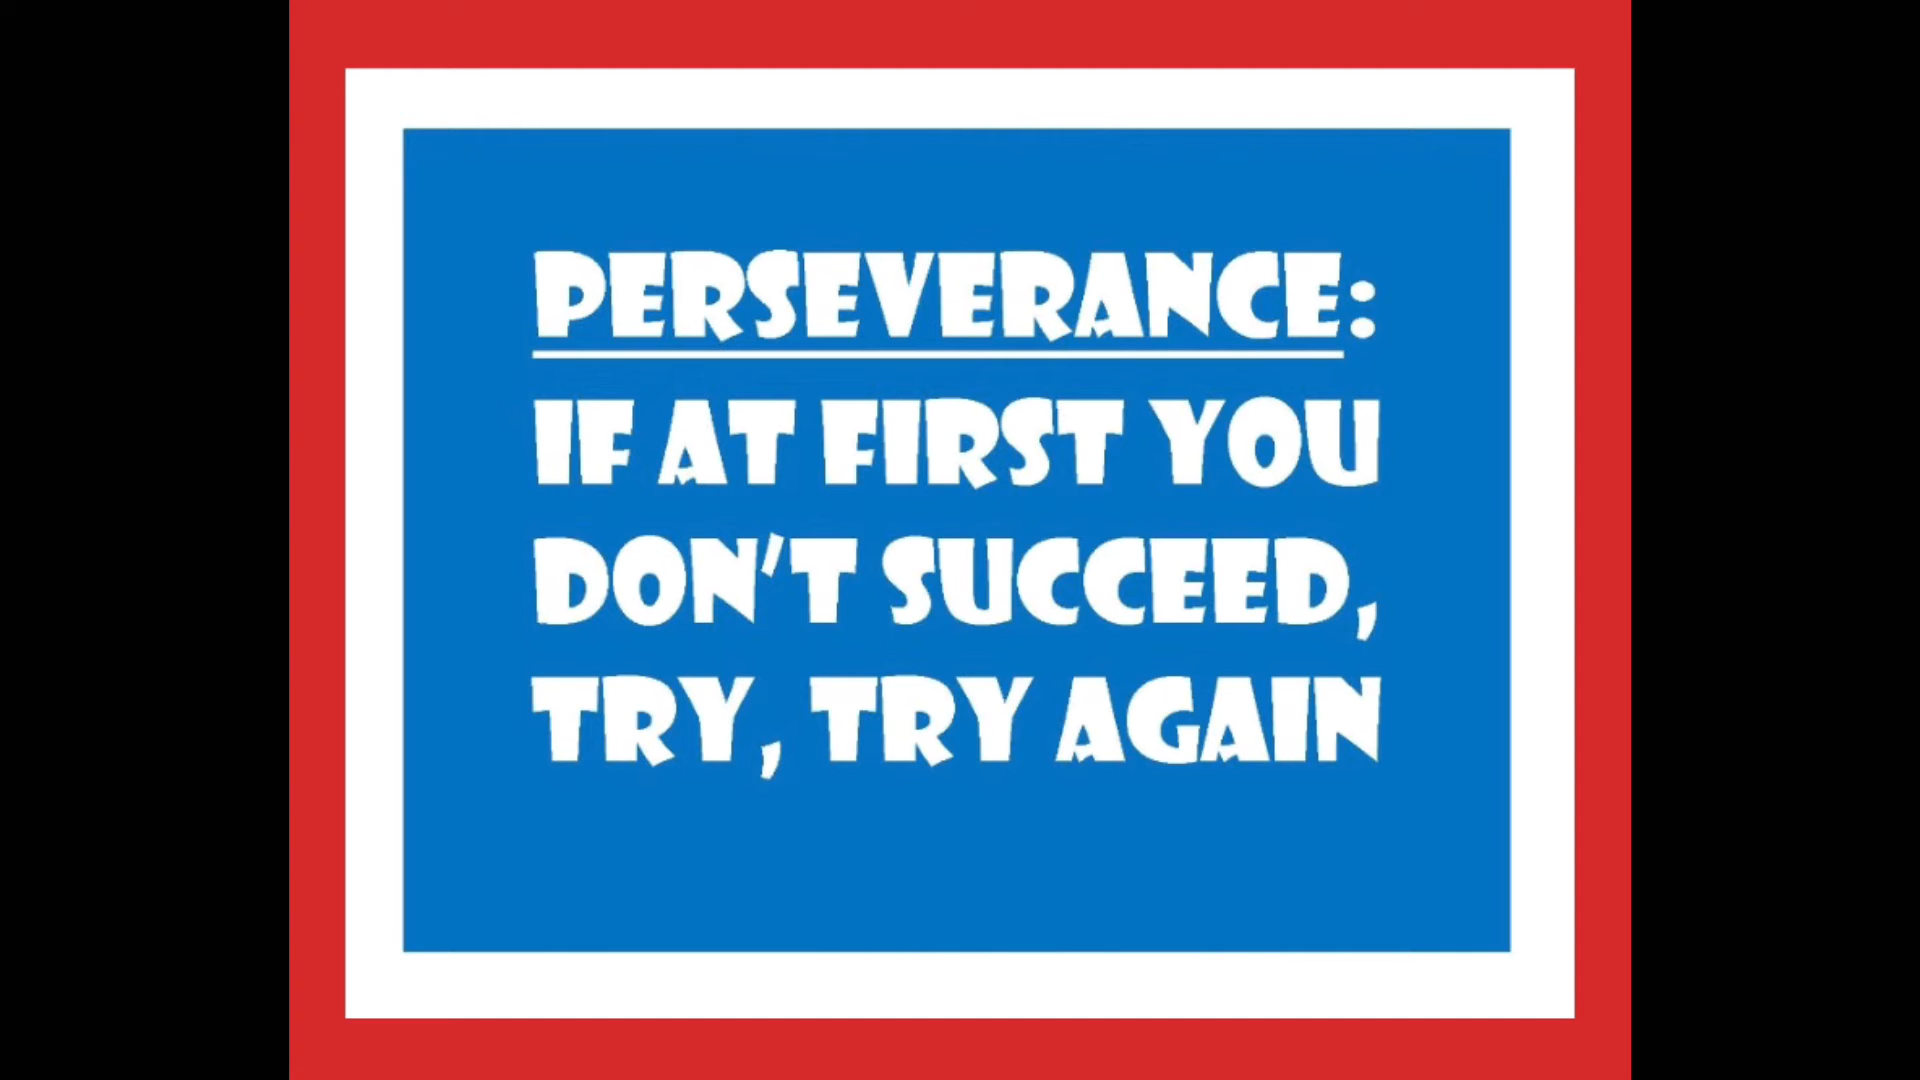 PERSEVERANCE:
IF AT FIRST YOU
DON'T SUCCEED,
TRY, TRY AGAIN